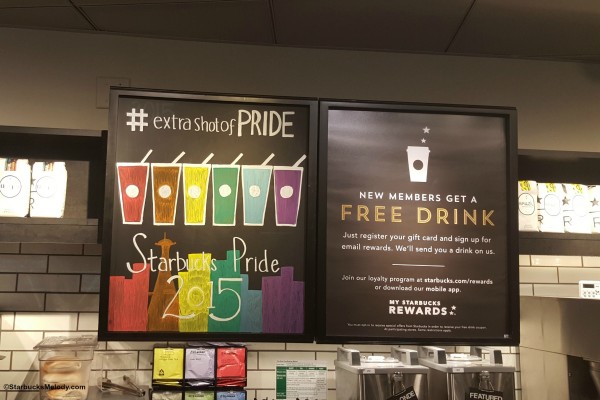 # extra shot of PRIDE
Starbucks Pride
2015
NEW MEMBERS GET A
FREE DRINK
Just register your gift card and sign up for
email rewards. We'll send you a drink on us.
Join our loyalty program at starbucks.com/rewards
or download our mobile app.
MY STARBUCKS
REWARDS
FEATURED
©StarbucksMelody.com